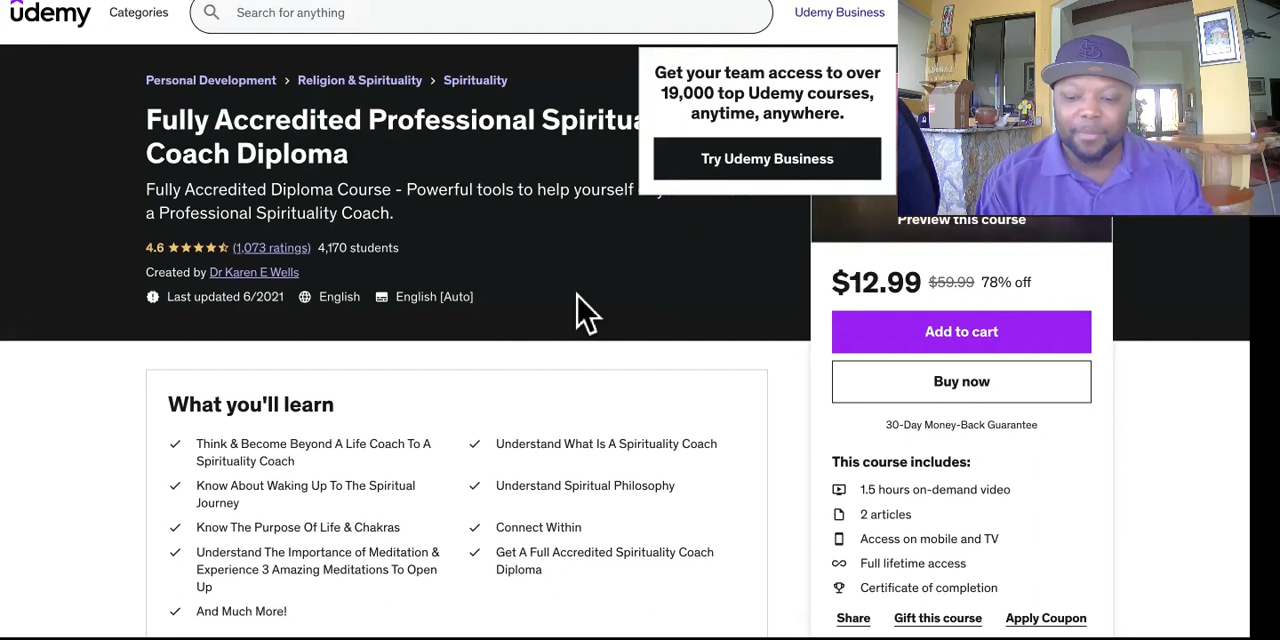 udemy
Categories
Search for anything
Udemy Business
Get your team access to over
19,000 top Udemy courses,
anytime, anywhere.
Try Udemy Business
Personal Development > Religion & Spirituality > Spirituality
Fully Accredited Professional
Coach Diploma
Fully Accredited Diploma Course - Powerful tools to help yourself
a Professional Spirituality Coach.
4.6 (1,073 ratings) 4,170 students
Created by Dr Karen E Wells
Last updated 6/2021 English English [Auto]
Preview this course
$12.99 $59.99 78% off
Add to cart
Buy now
30-Day Money-Back Guarantee
This course includes:
1.5 hours on-demand video
2 articles
Access on mobile and TV
Full lifetime access
Certificate of completion
Share Gift this course Apply Coupon
What you'll learn
Think & Become Beyond A Life Coach To A
Spirituality Coach
Know About Waking Up To The Spiritual
Journey
Know The Purpose Of Life & Chakras
Understand The Importance of Meditation &
Experience 3 Amazing Meditations To Open
Up
And Much More!
Understand What Is A Spirituality Coach
Understand Spiritual Philosophy
Connect Within
Get A Full Accredited Spirituality Coach
Diploma